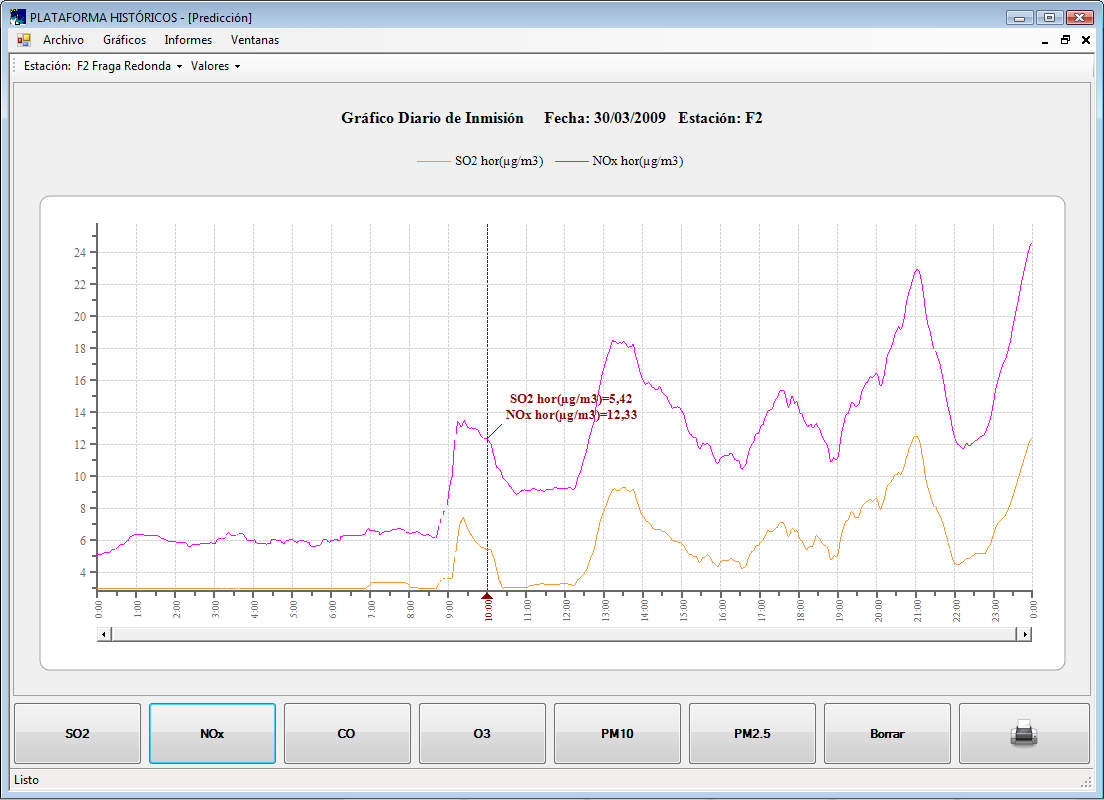 PLATAFORMA HISTÓRICOS - [Predicción]
Archivo Gráficos Informes Ventanas
Estación: F2 Fraga Redonda Valores
Gráfico Diario de Inmisión Fecha: 30/03/2009 Estación: F2
SO2 hor(µg/m3) NOx hor(µg/m3)
24
22
20
18
16
14
12
10
8
6
4
SO2 hor(µg/m3)=5,42
NOx hor(µg/m3)=12,33
0:00 1:00 2:00 3:00 4:00 5:00 6:00 7:00 8:00 9:00 10:00 11:00 12:00 13:00 14:00 15:00 16:00 17:00 18:00 19:00 20:00 21:00 22:00 23:00 0:00
SO2 NOx CO O3 PM10 PM2.5 Borrar
Listo